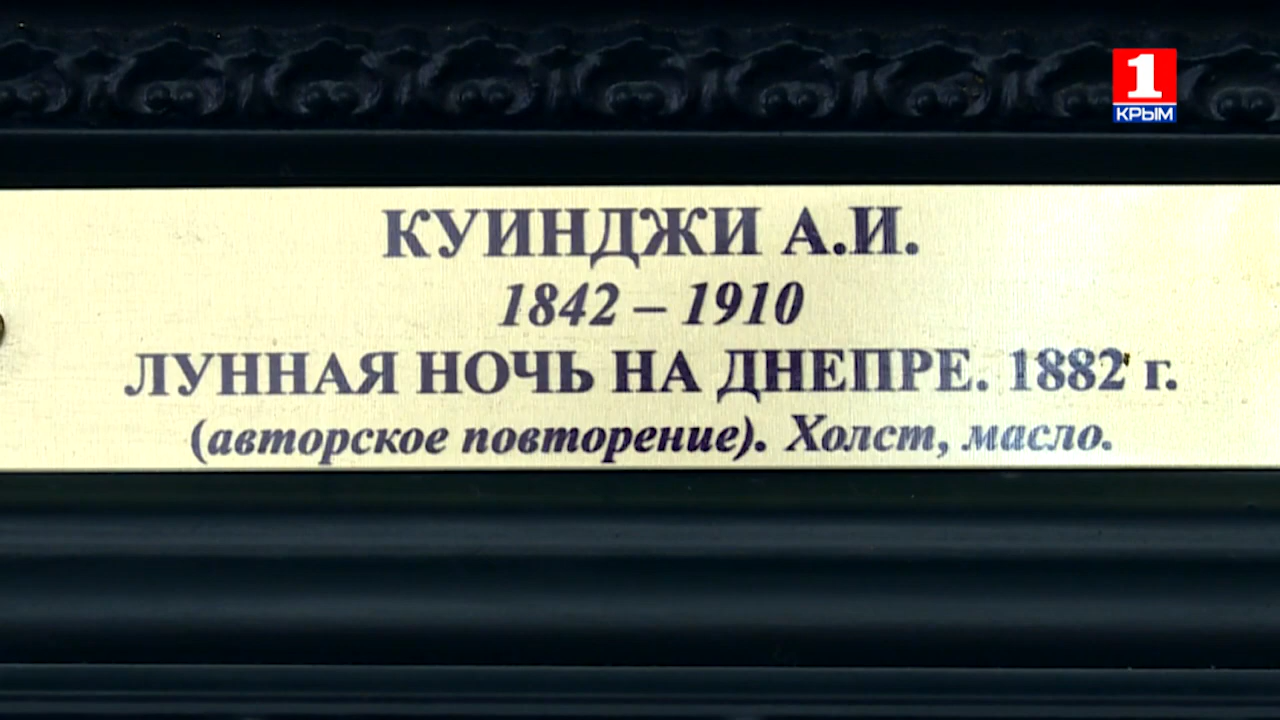 1
КРЫМ
КУИНДЖИ А.И.
1842 – 1910
ЛУННАЯ НОЧЬ НА ДНЕПРЕ. 1882 г.
(авторское повторение). Холст, масло.